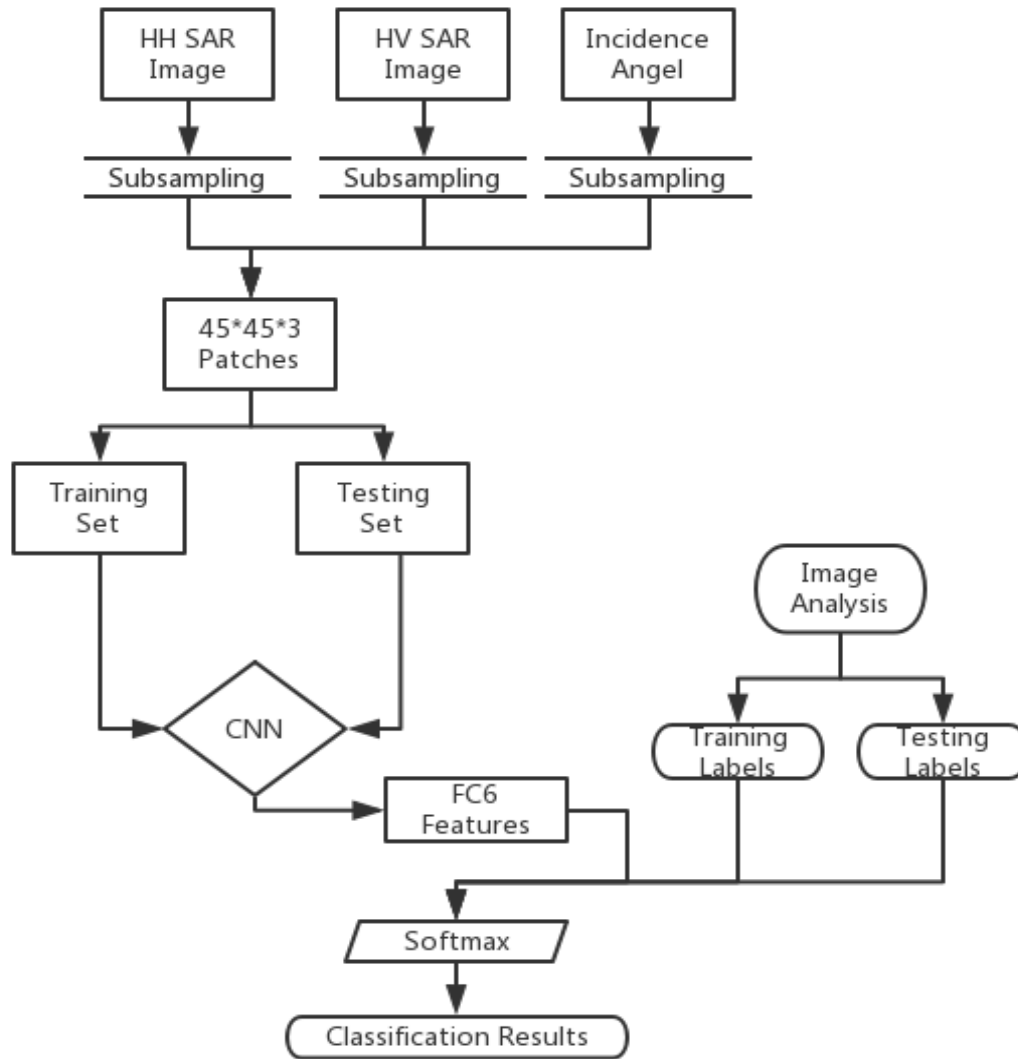 HH SAR
Image
HV SAR
Image
Incidence
Angel
Subsampling
Subsampling
Subsampling
45*45*3
Patches
Training
Set
Testing
Set
Image
Analysis
CNN
Training
Labels
Testing
Labels
FC6
Features
Softmax
Classification Results